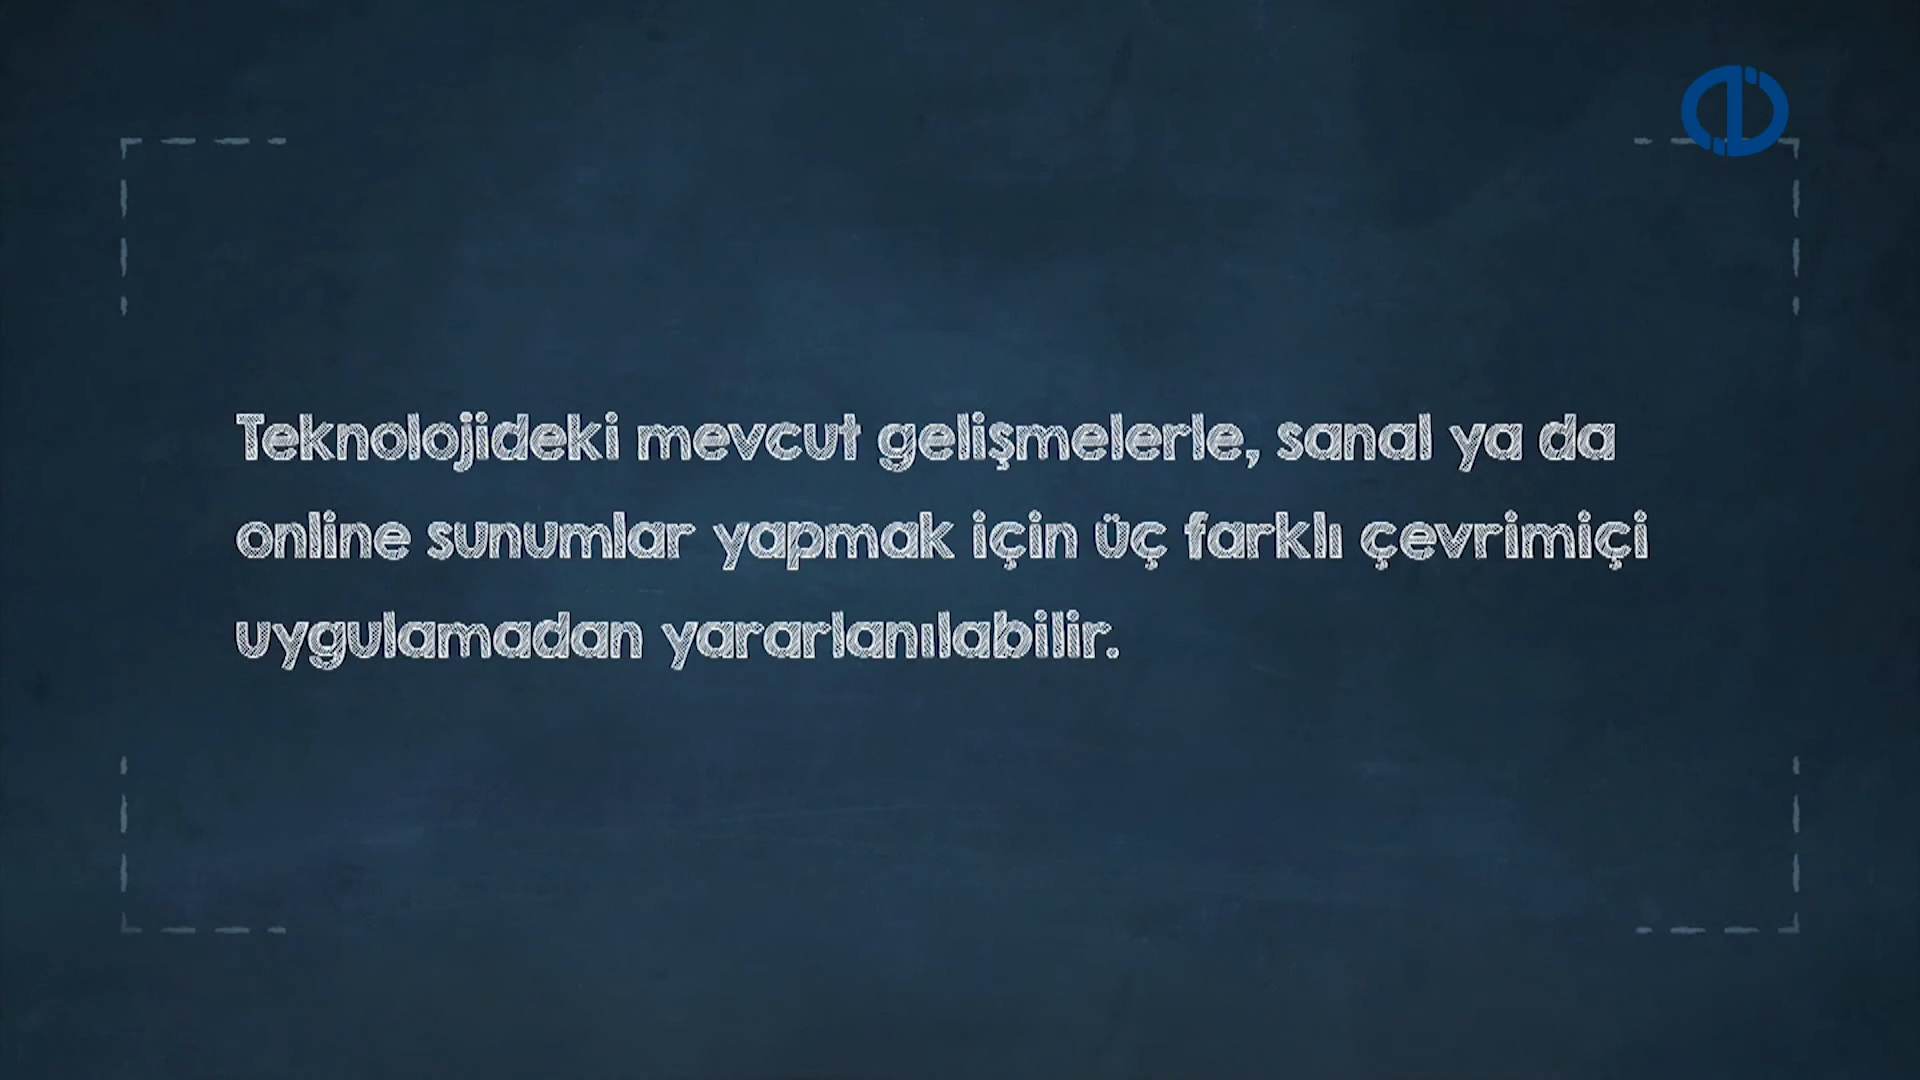 Teknolojideki mevcut gelişmelerle, sanal ya da
online sunumlar yapmak için üç farklı çevrimiçi
uygulamadan yararlanılabilir.